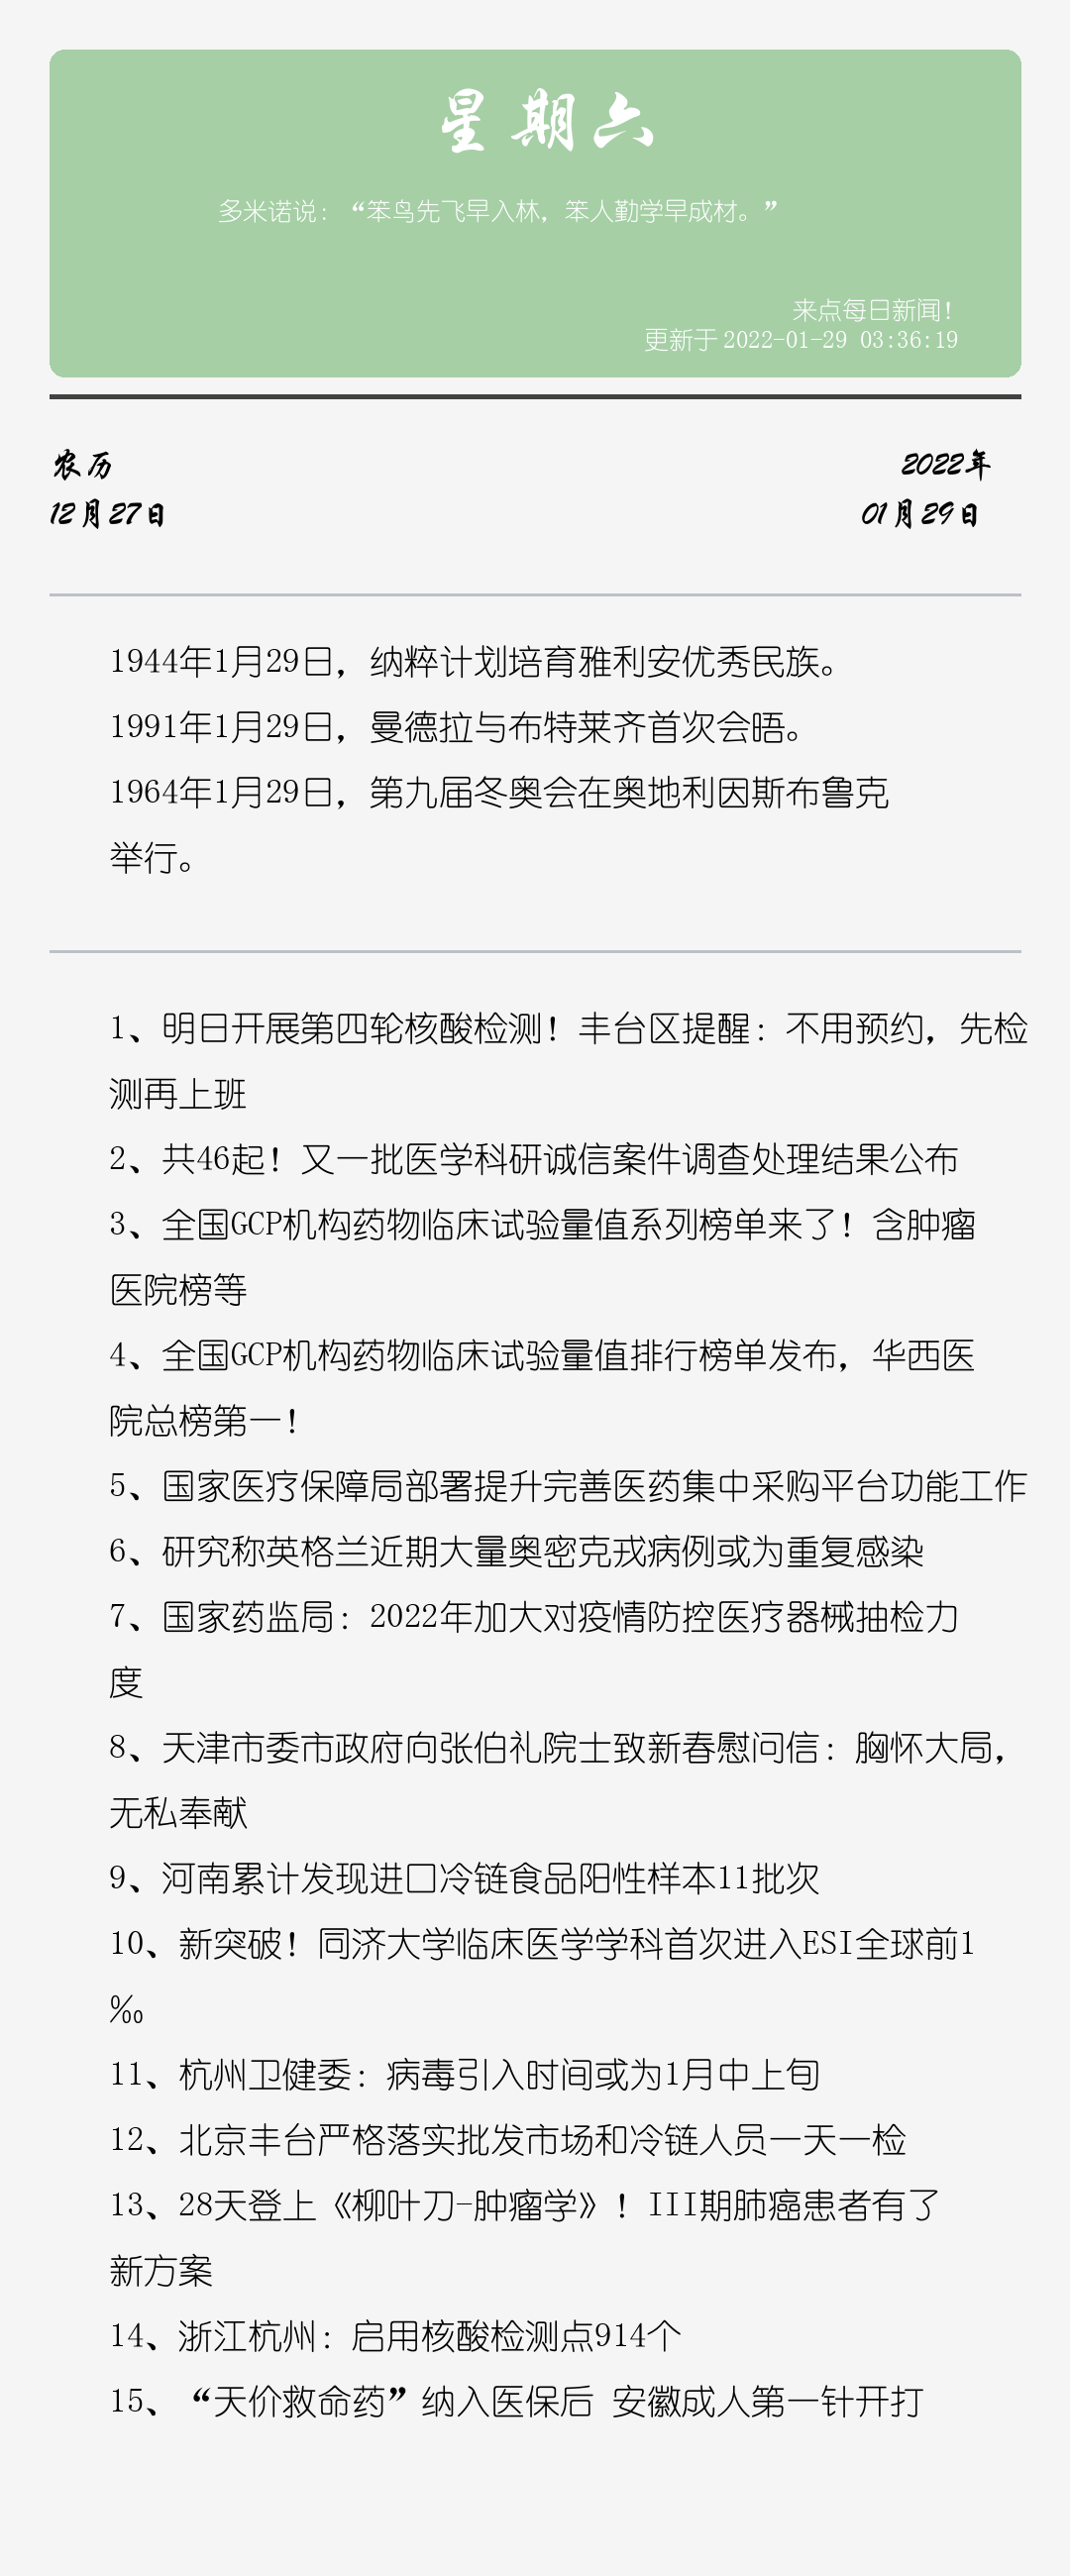 星期六
多米诺说：“笨鸟先飞早入林，笨人勤学早成材。”
来点每日新闻！
更新于 2022-01-29 03:36:19
农历
2022年
12月27日
01月29日
1944年1月29日，纳粹计划培育雅利安优秀民族。
1991年1月29日，曼德拉与布特莱齐首次会晤。
1964年1月29日，第九届冬奥会在奥地利因斯布鲁克
举行。
1、明日开展第四轮核酸检测！丰台区提醒：不用预约，先检
测再上班
2、共46起！又一批医学科研诚信案件调查处理结果公布
3、全国GCP机构药物临床试验量值系列榜单来了！含肿瘤
医院榜等
4、全国GCP机构药物临床试验量值排行榜单发布，华西医
院总榜第一！
5、国家医疗保障局部署提升完善医药集中采购平台功能工作
6、研究称英格兰近期大量奥密克戎病例或为重复感染
7、国家药监局：2022年加大对疫情防控医疗器械抽检力
度
8、天津市委市政府向张伯礼院士致新春慰问信：胸怀大局，
无私奉献
9、河南累计发现进口冷链食品阳性样本11批次
10、新突破！同济大学临床医学学科首次进入ESI全球前1
‰
11、杭州卫健委：病毒引入时间或为1月中上旬
12、北京丰台严格落实批发市场和冷链人员一天一检
13、28天登上《柳叶刀-肿瘤学》！III期肺癌患者有了
新方案
14、浙江杭州：启用核酸检测点914个
15、“天价救命药”纳入医保后 安徽成人第一针开打